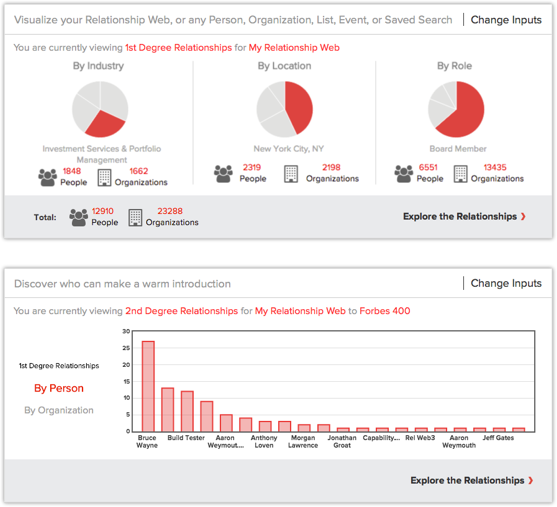 Visualize your Relationship Web, or any Person, Organization, List, Event, or Saved Search
Change Inputs
You are currently viewing 1st Degree Relationships for My Relationship Web
By Industry
By Location
By Role
Investment Services & Portfolio
Management
New York City, NY
Board Member
1848
People
1662
Organizations
2319
People
2198
Organizations
6551
People
13435
Organizations
Total:
12910
People
23288
Organizations
Explore the Relationships
Discover who can make a warm introduction
Change Inputs
You are currently viewing 2nd Degree Relationships for My Relationship Web to Forbes 400
1st Degree Relationships
By Person
By Organization
30
25
20
15
10
5
0
Bruce
Wayne
Build Tester
Aaron
Weymout....
Anthony
Loven
Morgan
Lawrence
Jonathan
Groat
Capability....
Rel Web3
Aaron
Weymouth
Jeff Gates
Explore the Relationships